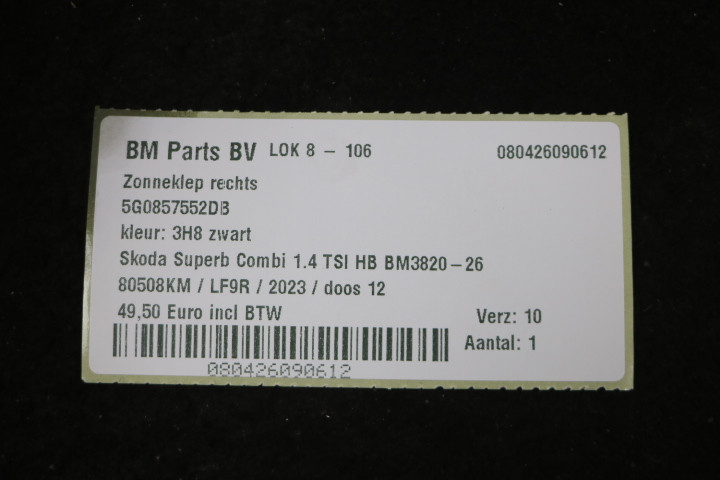 BM Parts BV LOK 8 - 106 080426090612
Zonneklep rechts
5G0857552DB
kleur: 3H8 zwart
Skoda Superb Combi 1.4 TSI HB BM3820-26
80508KM / LF9R / 2023 / doos 12
49,50 Euro incl BTW Verz: 10
Aantal: 1
080426090612